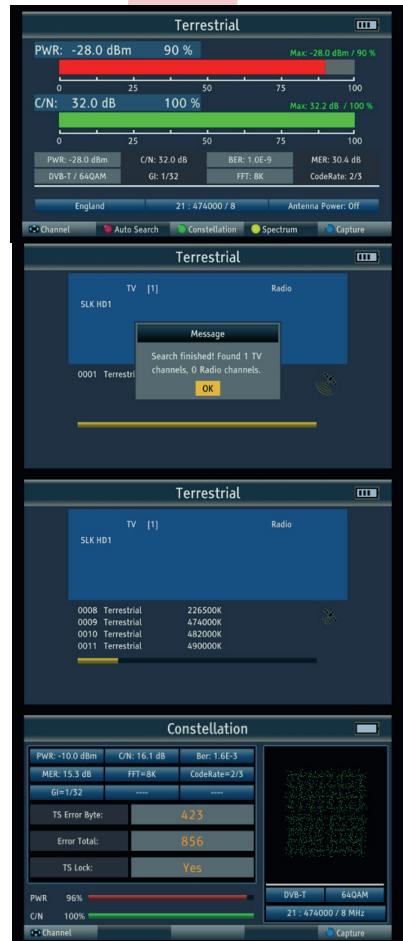 Terrestrial
PWR: -28.0 dBm 90 % Max: -28.0 dBm / 90 %
0 25 50 75 100
C/N: 32.0 dB 100 % Max: 32.2 dB / 100 %
0 25 50 75 100
PWR: -28.0 dBm C/N: 32.0 dB BER: 1.0E-9 MER: 30.4 dB
DVB-T / 64QAM GI: 1/32 FFT: 8K CodeRate: 2/3
England 21 : 474000 / 8 Antenna Power: Off
Channel Auto Search Constellation Spectrum Capture
Terrestrial
TV [1] Radio
SLK HD1
Message
Search finished! Found 1 TV
channels, 0 Radio channels.
OK
0001 Terrestri
Terrestrial
TV [1] Radio
SLK HD1
0008 Terrestrial 226500K
0009 Terrestrial 474000K
0010 Terrestrial 482000K
0011 Terrestrial 490000K
Constellation
PWR: -10.0 dBm C/N: 16.1 dB Ber: 1.6E-3
MER: 15.3 dB FFT=8K CodeRate=2/3
GI=1/32 ---- ----
TS Error Byte: 423
Error Total: 856
TS Lock: Yes
PWR 96%
C/N 100%
DVB-T 64QAM
21 : 474000 / 8 MHz
Channel Capture